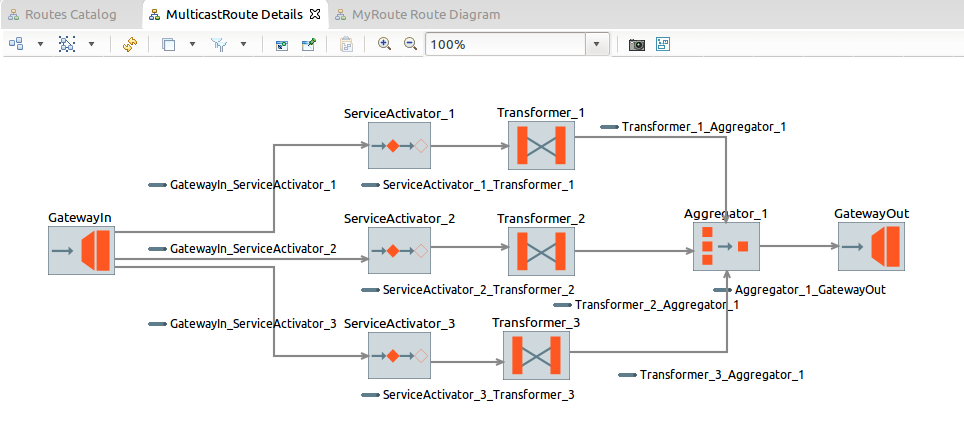 Routes Catalog
MulticastRoute Details
MyRoute Route Diagram
100%
ServiceActivator_1
Transformer_1
Transformer_1_Aggregator_1
GatewayIn_ServiceActivator_1
ServiceActivator_1_Transformer_1
GatewayIn
ServiceActivator_2
Transformer_2
Aggregator_1
GatewayOut
GatewayIn_ServiceActivator_2
ServiceActivator_2_Transformer_2
Aggregator_1_GatewayOut
Transformer_2_Aggregator_1
GatewayIn_ServiceActivator_3
ServiceActivator_3
Transformer_3
Transformer_3_Aggregator_1
ServiceActivator_3_Transformer_3